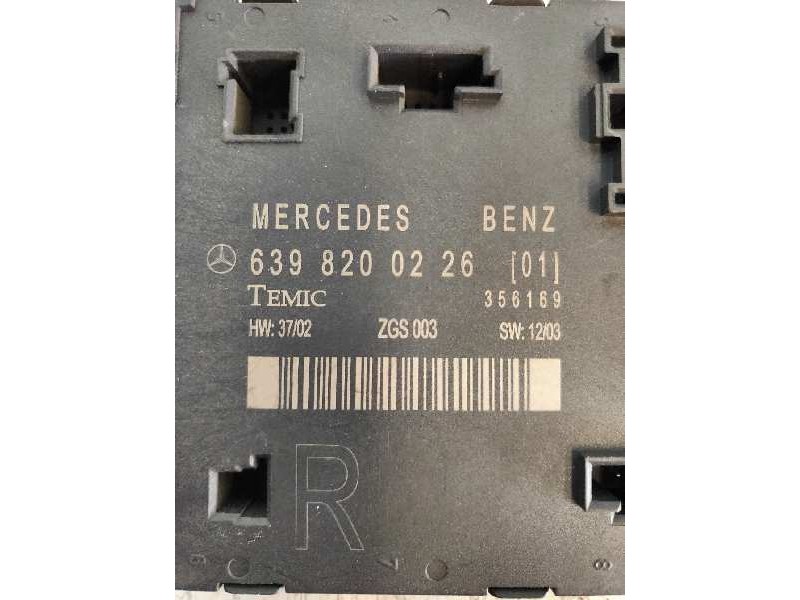 MERCEDES BENZ
639 820 02 26 [01]
TEMIC 356169
HW: 37/02 ZGS 003 SW: 12/03
R